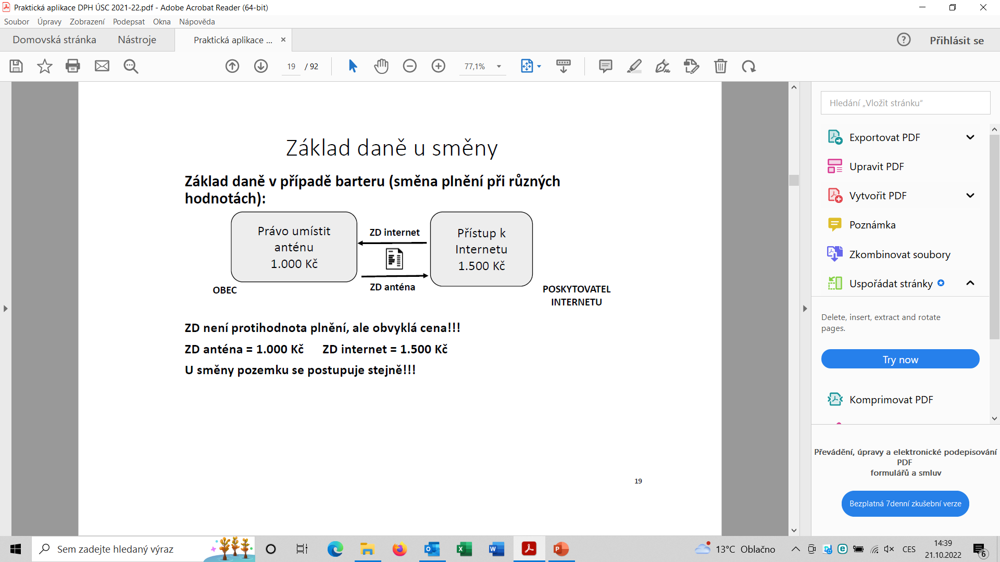 Praktická aplikace DPH ÚSC 2021-22.pdf - Adobe Acrobat Reader (64-bit)
Soubor Úpravy Zobrazení Podepsat Okna Nápověda
Domovská stránka Nástroje Praktická aplikace ... × Přihlásit se
19 / 92 77,1%
Základ daně u směny
Základ daně v případě barteru (směna plnění při různých
hodnotách):
Právo umístit
anténu
1.000 Kč
ZD internet
ZD anténa
Přístup k
Internetu
1.500 Kč
OBEC
POSKYTOVATEL
INTERNETU
ZD není protihodnota plnění, ale obvyklá cena!!!
ZD anténa = 1.000 Kč ZD internet = 1.500 Kč
U směny pozemku se postupuje stejně!!!
19
Hledání „Vložit stránku“
Exportovat PDF
Upravit PDF
Vytvořit PDF
Poznámka
Zkombinovat soubory
Uspořádat stránky
Delete, insert, extract and rotate
pages.
Try now
Komprimovat PDF
Převádění, úpravy a elektronické podepisování
PDF
formulářů a smluv
Bezplatná 7denní zkušební verze
Sem zadejte hledaný výraz
13°C Oblačno
CES
14:39
21.10.2022
6